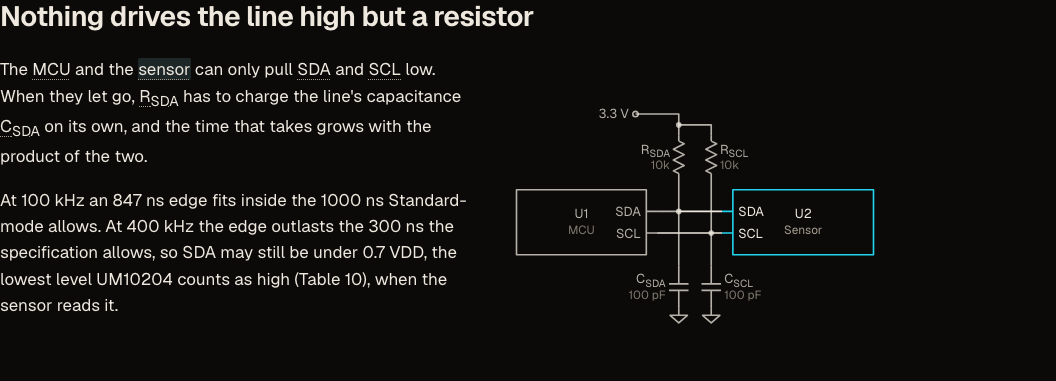 Nothing drives the line high but a resistor
The MCU and the sensor can only pull SDA and SCL low.
When they let go, RSDA has to charge the line's capacitance
CSDA on its own, and the time that takes grows with the
product of the two.
At 100 kHz an 847 ns edge fits inside the 1000 ns Standard-
mode allows. At 400 kHz the edge outlasts the 300 ns the
specification allows, so SDA may still be under 0.7 VDD, the
lowest level UM10204 counts as high (Table 10), when the
sensor reads it.
3.3 V
RSDA
10k
RSCL
10k
U1
MCU
SDA
SCL
SDA
SCL
U2
Sensor
CSDA
100 pF
CSCL
100 pF